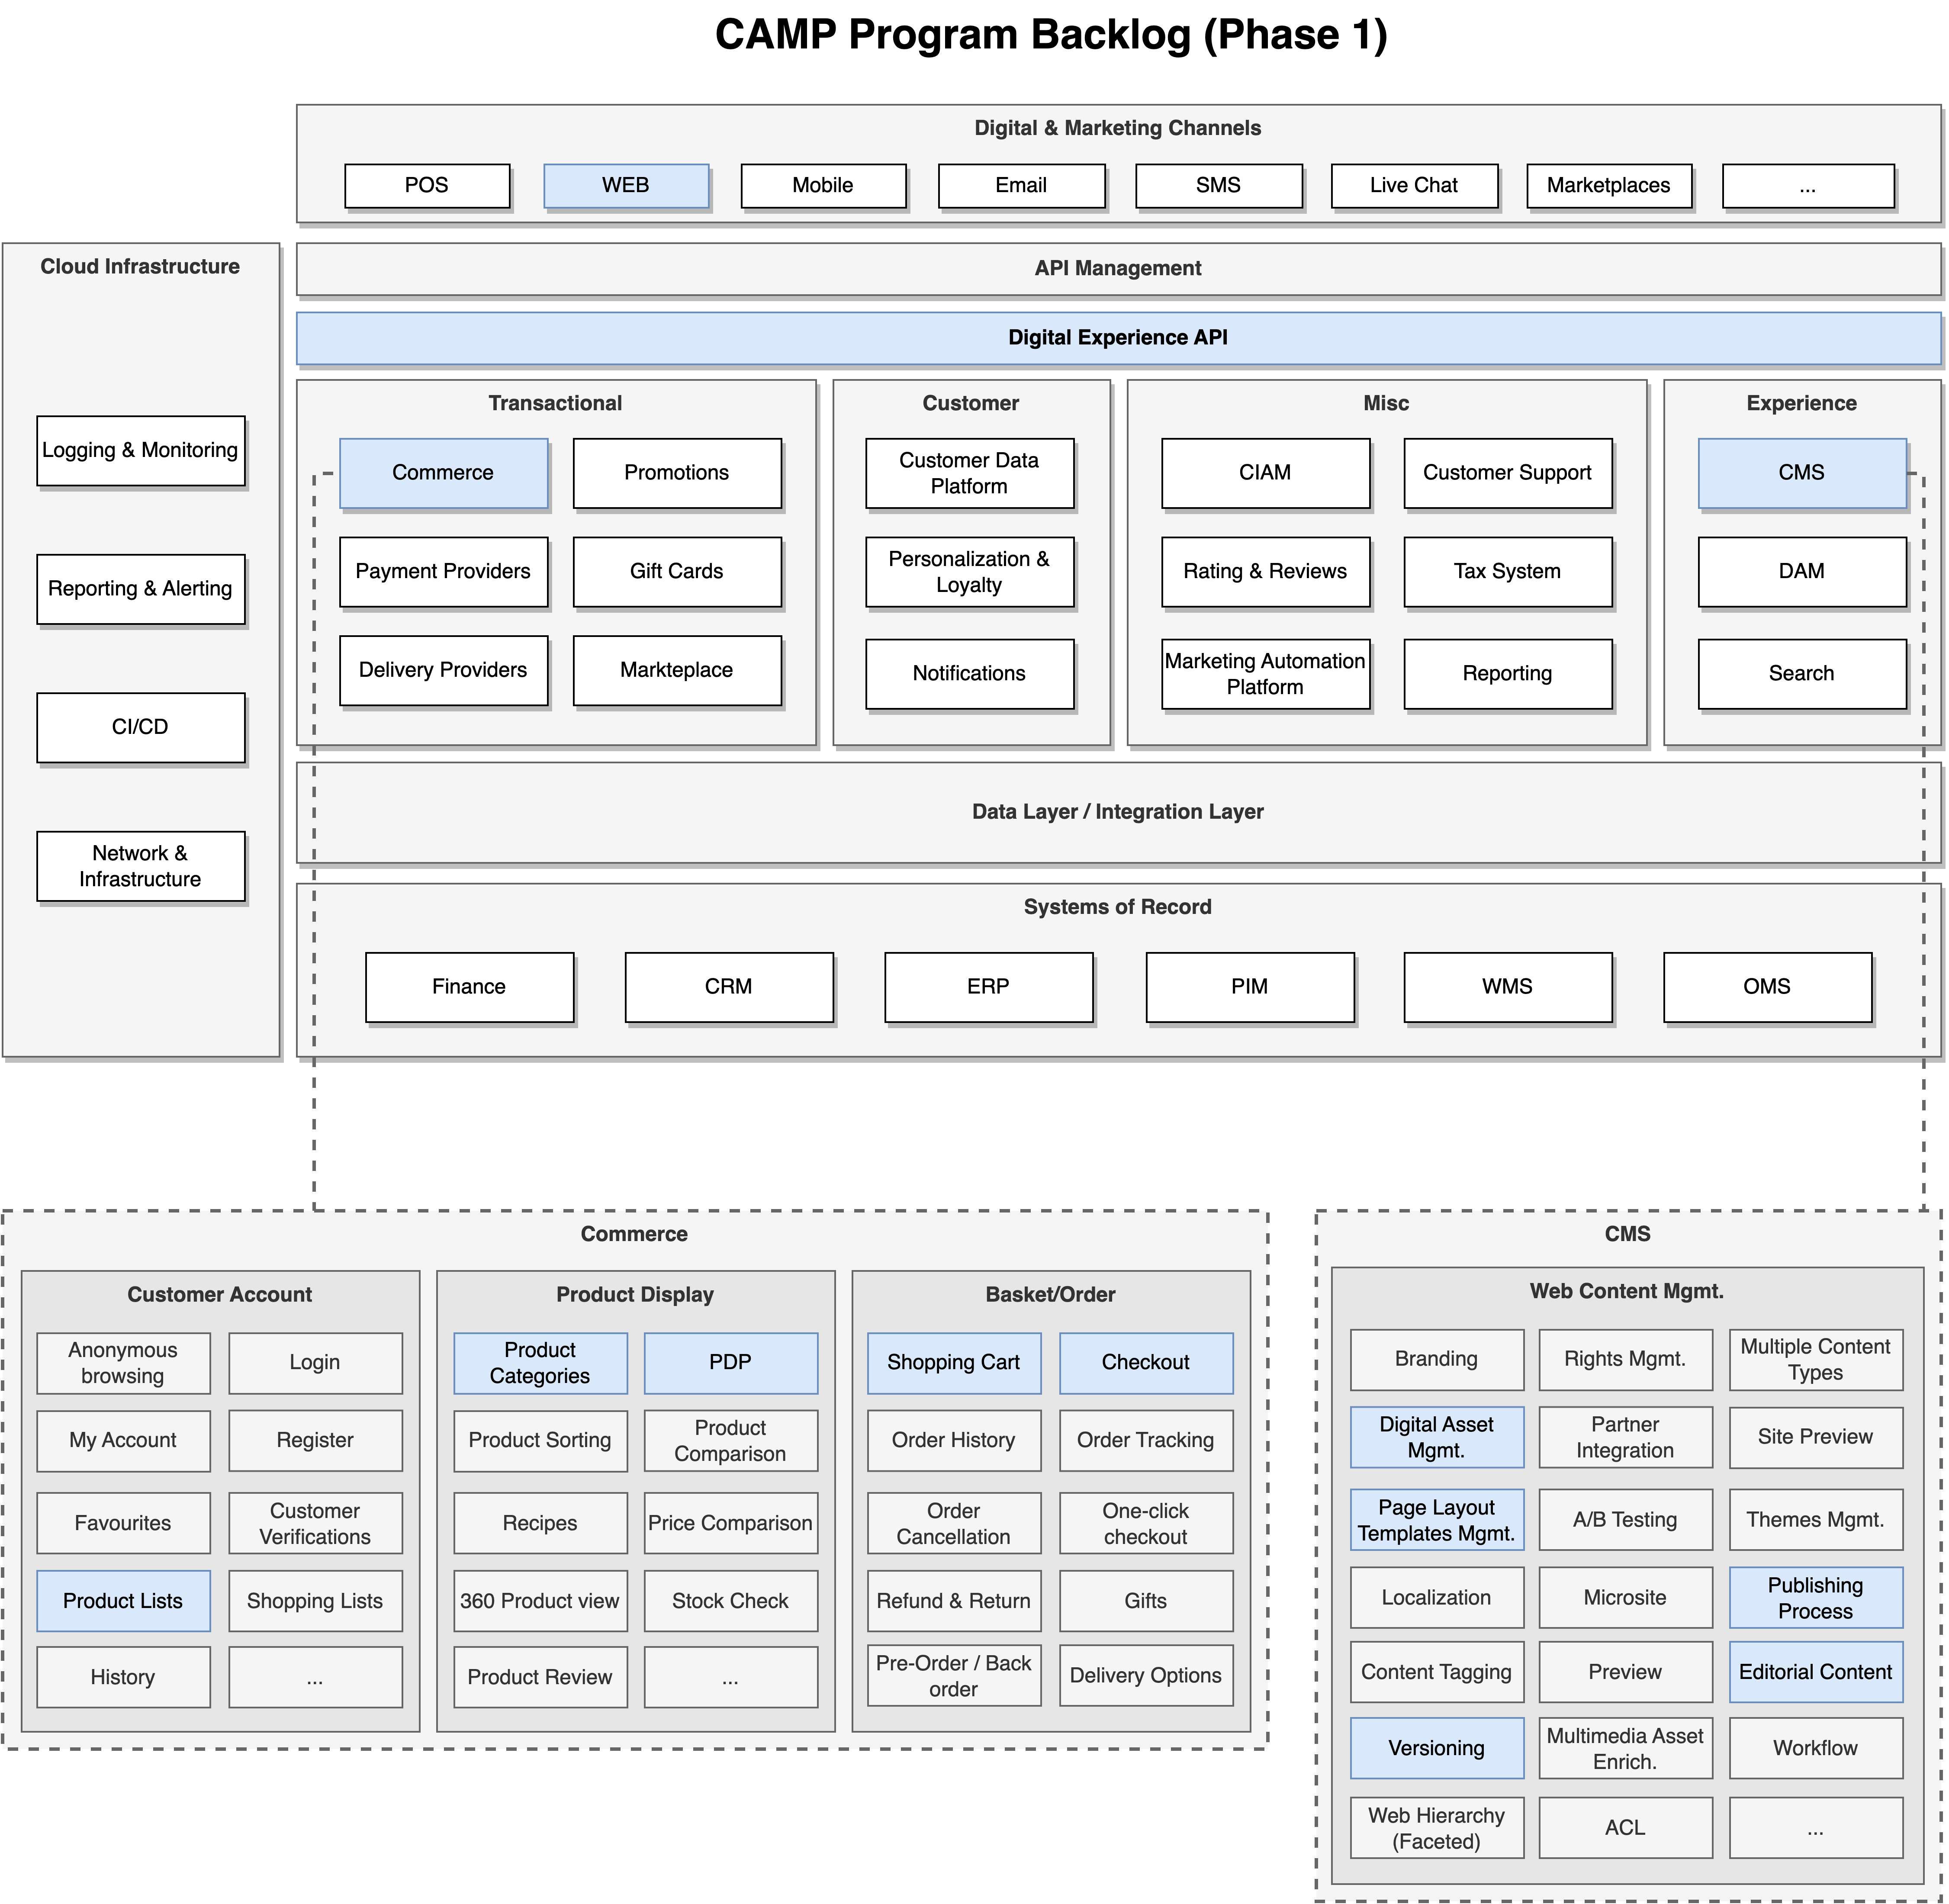 CAMP Program Backlog (Phase 1)
Digital & Marketing Channels
POS
WEB
Mobile
Email
SMS
Live Chat
Marketplaces
...
Cloud Infrastructure
Logging & Monitoring
Reporting & Alerting
CI/CD
Network &
Infrastructure
API Management
Digital Experience API
Transactional
Commerce
Promotions
Payment Providers
Gift Cards
Delivery Providers
Markteplace
Customer
Customer Data
Platform
Personalization &
Loyalty
Notifications
Misc
CIAM
Customer Support
Rating & Reviews
Tax System
Marketing Automation
Platform
Reporting
Experience
CMS
DAM
Search
Data Layer / Integration Layer
Systems of Record
Finance
CRM
ERP
PIM
WMS
OMS
Commerce
Customer Account
Anonymous
browsing
Login
My Account
Register
Favourites
Customer
Verifications
Product Lists
Shopping Lists
History
...
Product Display
Product
Categories
PDP
Product Sorting
Product
Comparison
Recipes
Price Comparison
360 Product view
Stock Check
Product Review
...
Basket/Order
Shopping Cart
Checkout
Order History
Order Tracking
Order
Cancellation
One-click
checkout
Refund & Return
Gifts
Pre-Order / Back
order
Delivery Options
CMS
Web Content Mgmt.
Branding
Rights Mgmt.
Multiple Content
Types
Digital Asset
Mgmt.
Partner
Integration
Site Preview
Page Layout
Templates Mgmt.
A/B Testing
Themes Mgmt.
Localization
Microsite
Publishing
Process
Content Tagging
Preview
Editorial Content
Versioning
Multimedia Asset
Enrich.
Workflow
Web Hierarchy
(Faceted)
ACL
...